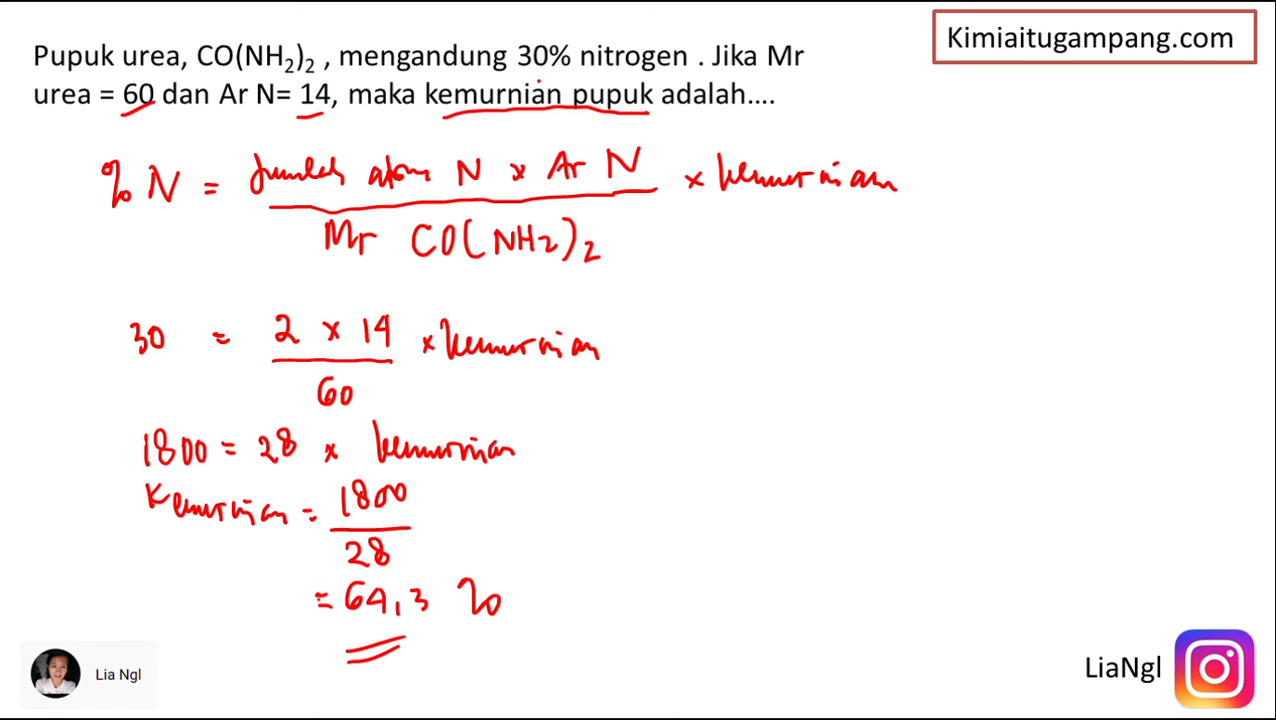 Kimiaitugampang.com
Pupuk urea, CO(NH₂)₂ , mengandung 30% nitrogen . Jika Mr
urea = 60 dan Ar N= 14, maka kemurnian pupuk adalah....
% N = Jumlah atom N x Ar N x kemurnian
Mr CO(NH2)2
30 = 2 x 14 x kemurnian
60
1800 = 28 x kemurnian
Kemurnian = 1800
28
= 64,3 %
Lia Ngl
LiaNgl